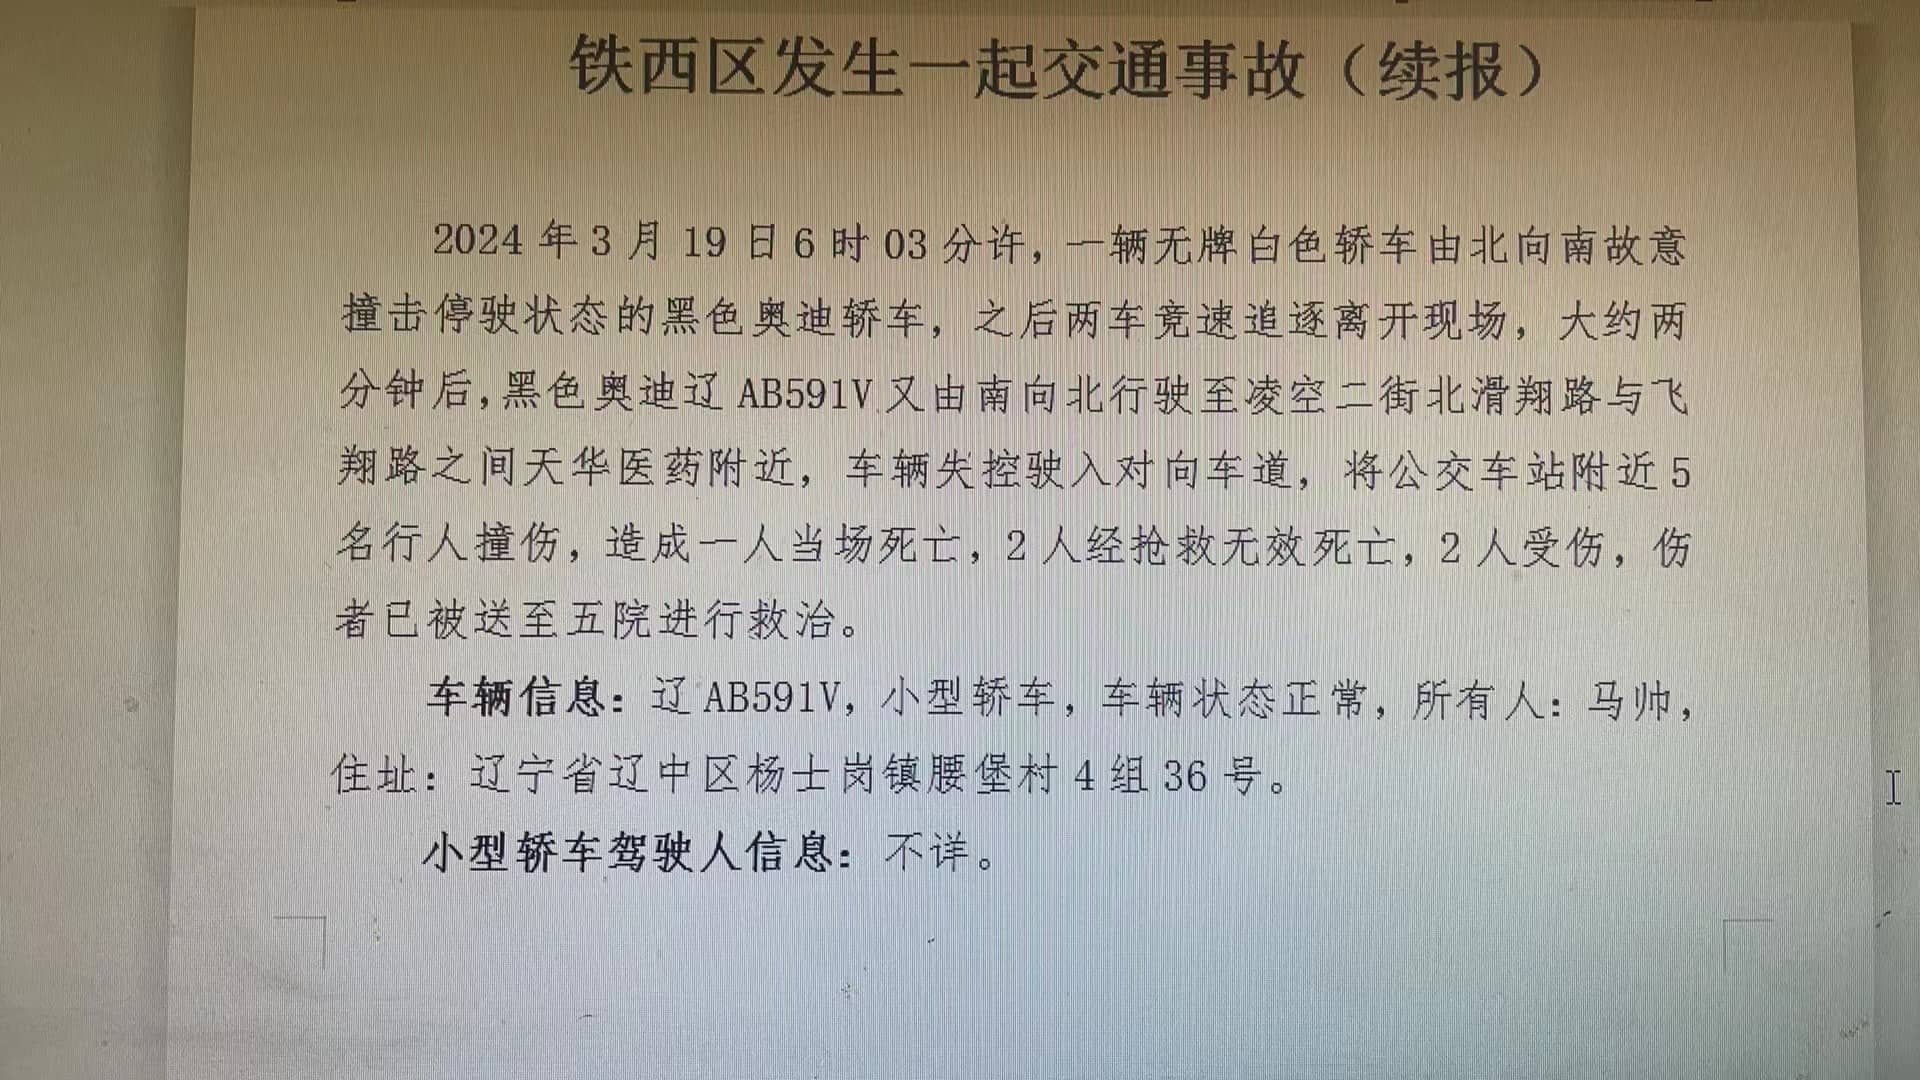 铁西区发生一起交通事故（续报）
2024 年 3 月 19 日 6 时 03 分许，一辆无牌白色轿车由北向南故意
撞击停驶状态的黑色奥迪轿车，之后两车竞速追逐离开现场，大约两
分钟后，黑色奥迪辽 AB591V 又由南向北行驶至凌空二街北滑翔路与飞
翔路之间天华医药附近，车辆失控驶入对向车道，将公交车站附近 5
名行人撞伤，造成一人当场死亡，2 人经抢救无效死亡，2 人受伤，伤
者已被送至五院进行救治。
车辆信息：辽 AB591V，小型轿车，车辆状态正常，所有人：马帅，
住址：辽宁省辽中区杨士岗镇腰堡村 4 组 36 号。
小型轿车驾驶人信息：不详。